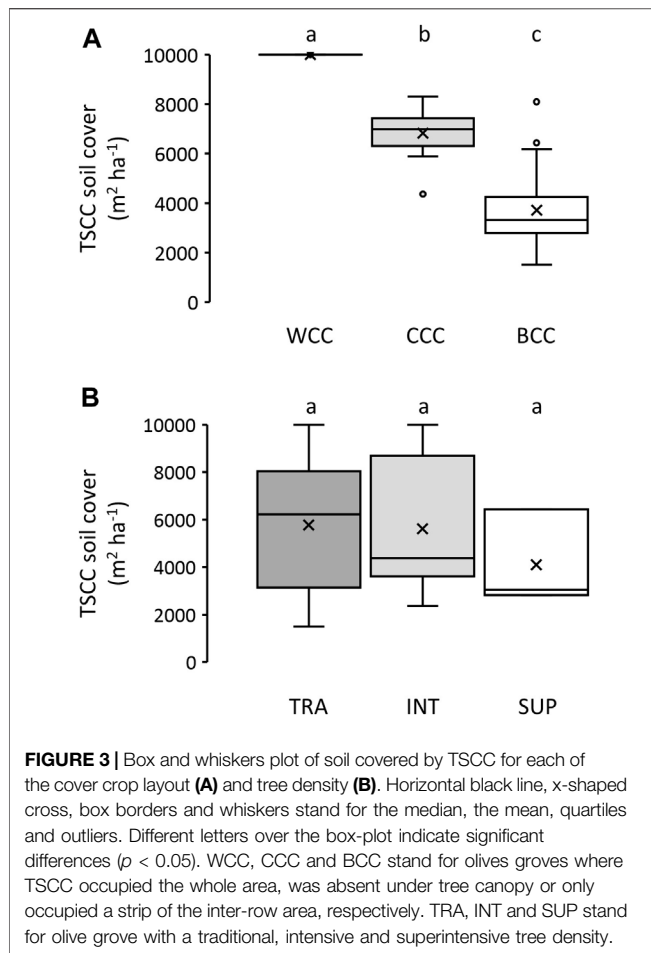 A
a b c
TSCC soil cover
(m² ha⁻¹)
10000
8000
6000
4000
2000
0
WCC CCC BCC
B
a a a
TSCC soil cover
(m² ha⁻¹)
10000
8000
6000
4000
2000
0
TRA INT SUP
FIGURE 3 | Box and whiskers plot of soil covered by TSCC for each of
the cover crop layout (A) and tree density (B). Horizontal black line, x-shaped
cross, box borders and whiskers stand for the median, the mean, quartiles
and outliers. Different letters over the box-plot indicate significant
differences (p < 0.05). WCC, CCC and BCC stand for olives groves where
TSCC occupied the whole area, was absent under tree canopy or only
occupied a strip of the inter-row area, respectively. TRA, INT and SUP stand
for olive grove with a traditional, intensive and superintensive tree density.